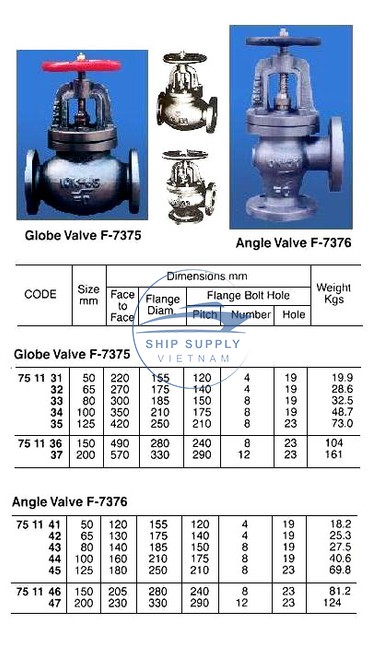 10K-65
FC
10K-65
FC
Globe Valve F-7375
Angle Valve F-7376
Dimensions mm
CODE Size mm Face to Face Flange Diam. Flange Bolt Hole Weight Kgs
Pitch Number Hole
SHIP SUPPLY
VIETNAM
Globe Valve F-7375
75 11 31 50 220 155 120 4 19 19.9
32 65 270 175 140 4 19 28.6
33 80 300 185 150 8 19 32.5
34 100 350 210 175 8 19 48.7
35 125 420 250 210 8 23 73.0
75 11 36 150 490 280 240 8 23 104
37 200 570 330 290 12 23 161
Angle Valve F-7376
75 11 41 50 120 155 120 4 19 18.2
42 65 130 175 140 4 19 25.3
43 80 140 185 150 8 19 27.5
44 100 160 210 175 8 19 40.6
45 125 180 250 210 8 23 69.8
75 11 46 150 205 280 240 8 23 81.2
47 200 230 330 290 12 23 124